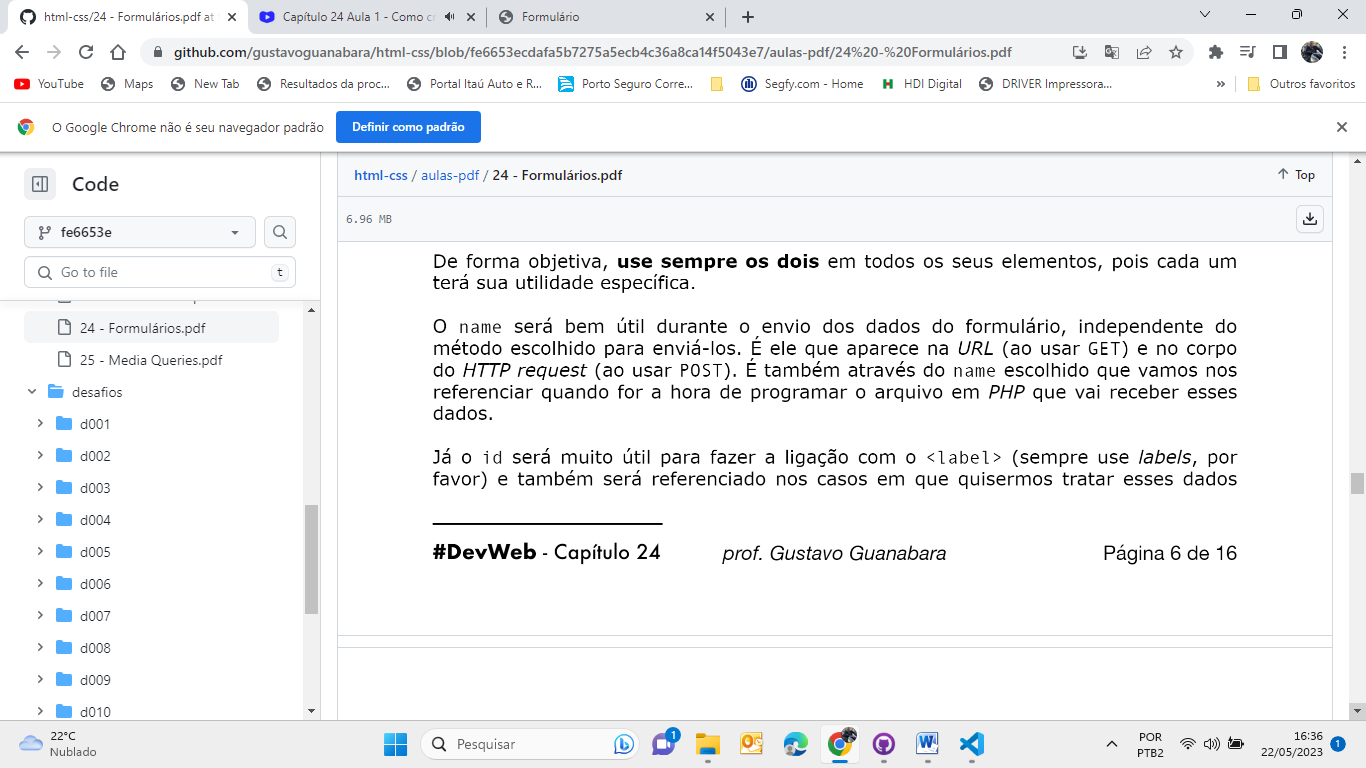 html-css/24 - Formulários.pdf at
Capítulo 24 Aula 1 - Como c
Formulário
github.com/gustavoguanabara/html-css/blob/fe6653ecdafa5b7275a5ecb4c36a8ca14f5043e7/aulas-pdf/24%20-%20Formulários.pdf
YouTube Maps New Tab Resultados da proc... Portal Itaú Auto e R... Porto Seguro Corre... Segfy.com - Home HDI Digital DRIVER Impressora... » Outros favoritos
O Google Chrome não é seu navegador padrão Definir como padrão
Code
fe6653e
Go to file t
24 - Formulários.pdf
25 - Media Queries.pdf
desafios
d001
d002
d003
d004
d005
d006
d007
d008
d009
d010
html-css / aulas-pdf / 24 - Formulários.pdf Top
6.96 MB
De forma objetiva, use sempre os dois em todos os seus elementos, pois cada um
terá sua utilidade específica.
O name será bem útil durante o envio dos dados do formulário, independente do
método escolhido para enviá-los. É ele que aparece na URL (ao usar GET) e no corpo
do HTTP request (ao usar POST). É também através do name escolhido que vamos nos
referenciar quando for a hora de programar o arquivo em PHP que vai receber esses
dados.
Já o id será muito útil para fazer a ligação com o <label> (sempre use labels, por
favor) e também será referenciado nos casos em que quisermos tratar esses dados
#DevWeb - Capítulo 24 prof. Gustavo Guanabara Página 6 de 16
22°C
Nublado
Pesquisar
1
POR
PTB2
16:36
22/05/2023
1